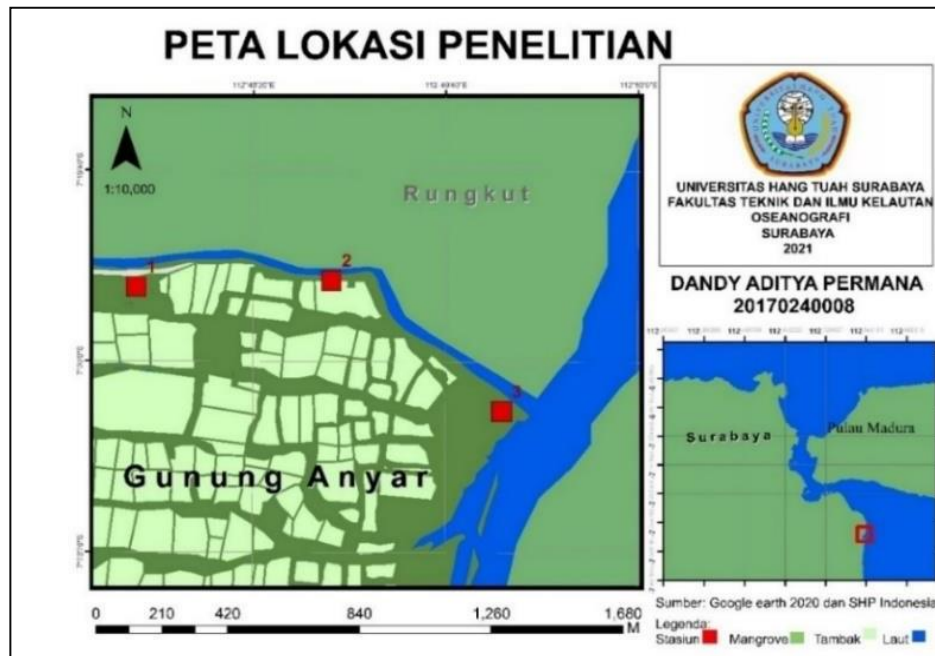 PETA LOKASI PENELITIAN
N
1:10,000
Rungkut
1
2
3
Gunung Anyar
0 210 420 840 1,260 1,680
M
UNIVERSITAS HANG TUAH SURABAYA
FAKULTAS TEKNIK DAN ILMU KELAUTAN
OSEANOGRAFI
SURABAYA
2021
DANDY ADITYA PERMANA
20170240008
Surabaya
Pulau Madura
Sumber: Google earth 2020 dan SHP Indonesia
Legenda:
Stasiun Mangrove Tambak Laut